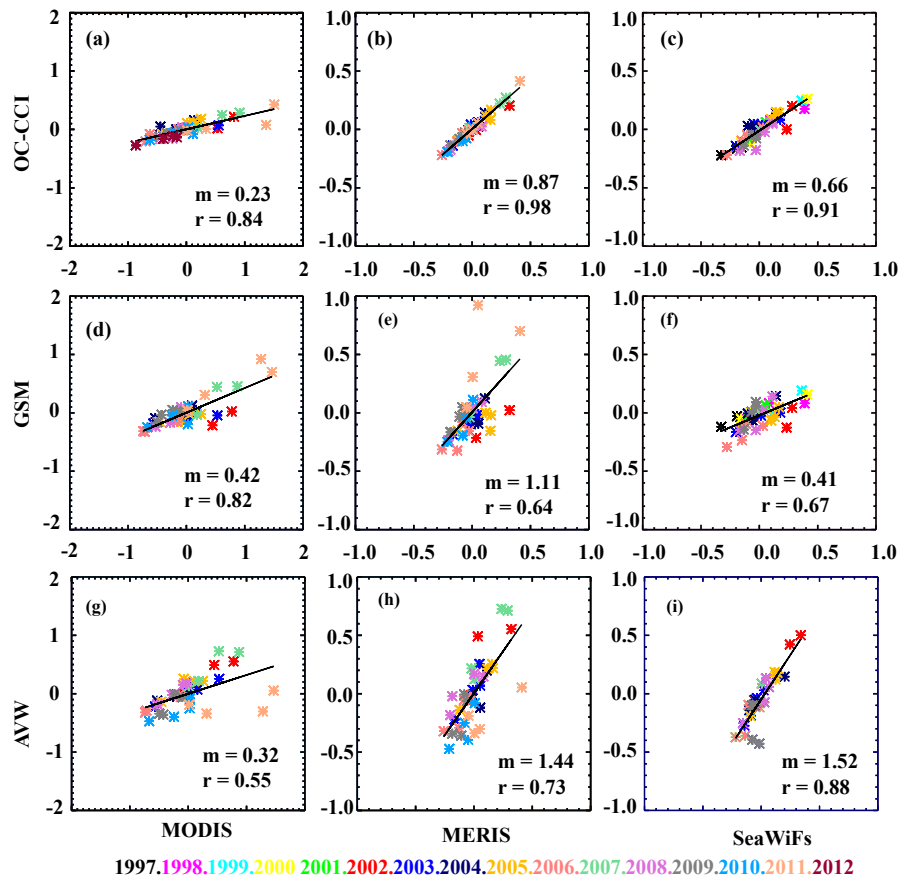 (a) (b) (c)
OC-CCI
2 1.0 1.0
1 0.5 0.5
0 0.0 0.0
-1 -0.5 -0.5
-2 -1.0 -1.0
m = 0.23 m = 0.87 m = 0.66
r = 0.84 r = 0.98 r = 0.91
-2 -1 0 1 2 -1.0 -0.5 0.0 0.5 1.0 -1.0 -0.5 0.0 0.5 1.0
(d) (e) (f)
GSM
2 1.0 1.0
1 0.5 0.5
0 0.0 0.0
-1 -0.5 -0.5
-2 -1.0 -1.0
m = 0.42 m = 1.11 m = 0.41
r = 0.82 r = 0.64 r = 0.67
-2 -1 0 1 2 -1.0 -0.5 0.0 0.5 1.0 -1.0 -0.5 0.0 0.5 1.0
(g) (h) (i)
AVW
2 1.0 1.0
1 0.5 0.5
0 0.0 0.0
-1 -0.5 -0.5
-2 -1.0 -1.0
m = 0.32 m = 1.44 m = 1.52
r = 0.55 r = 0.73 r = 0.88
MODIS MERIS SeaWiFs
1997.1998.1999.2000 2001.2002.2003.2004.2005.2006.2007.2008.2009.2010.2011.2012